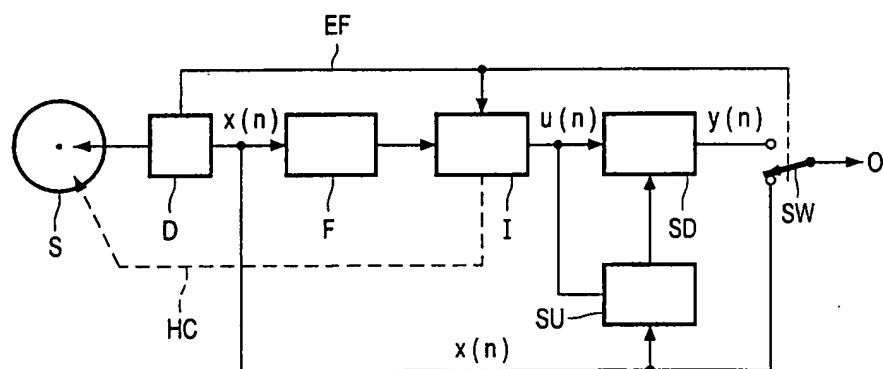 EF
x(n)
u(n)
y(n)
O
S
D
F
I
SD
SW
SU
HC
x(n)